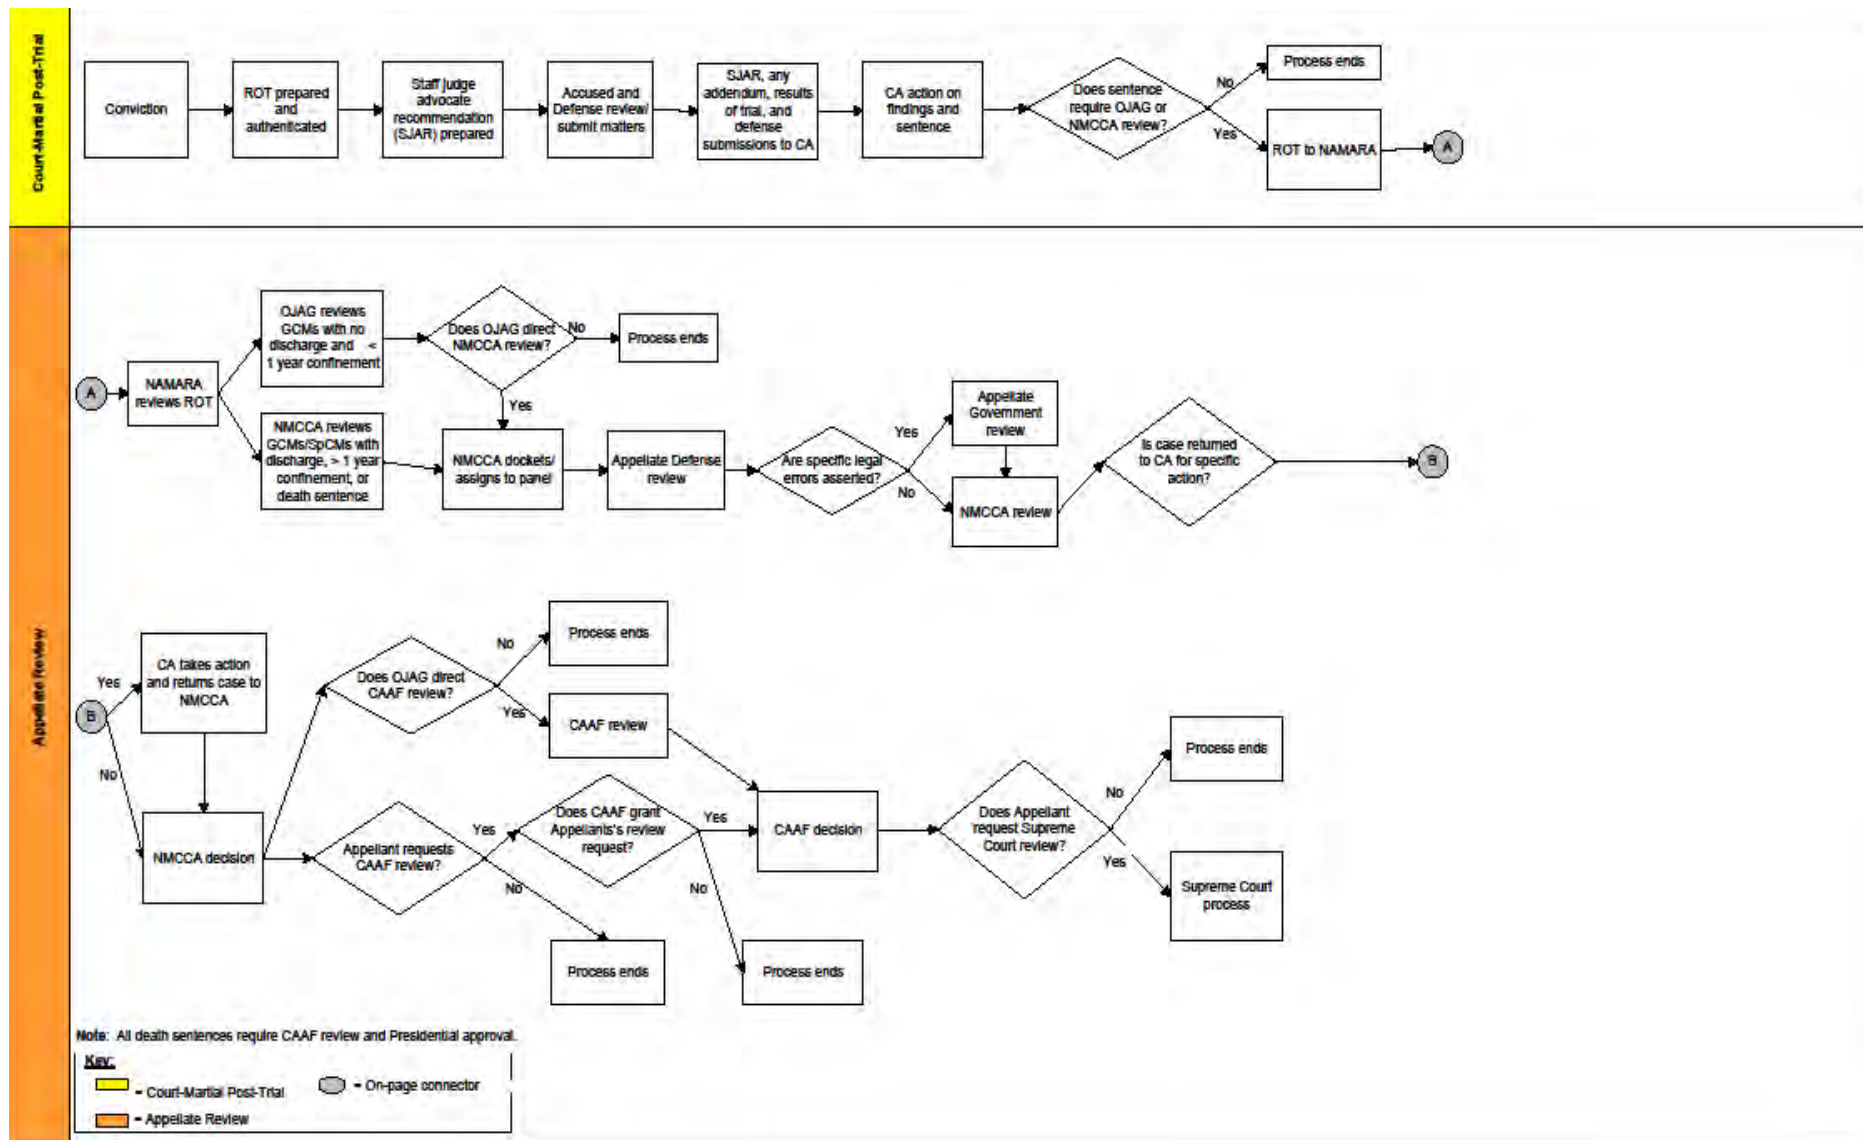 Court-Martial Post-Trial
Conviction
ROT prepared
and
authenticated
Staff judge
advocate
recommendation
(SJAR) prepared
Accused and
Defense review/
submit matters
SJAR, any
addendum, results
of trial, and
defense
submissions to CA
CA action on
findings and
sentence
Does sentence
require OJAG or
NMCCA review?
No
Process ends
Yes
ROT to NAMARA
A
Appellate Review
A
NAMARA
reviews ROT
OJAG reviews
GCMs with no
discharge and <
1 year confinement
Does OJAG direct
NMCCA review?
No
Process ends
Yes
NMCCA reviews
GCMs/SpCMs with
discharge, > 1 year
confinement, or
death sentence
NMCCA dockets/
assigns to panel
Appellate Defense
review
Are specific legal
errors asserted?
Yes
No
Appellate
Government
review
NMCCA review
Is case returned
to CA for specific
action?
B
B
Yes
No
CA takes action
and returns case to
NMCCA
NMCCA decision
Does OJAG direct
CAAF review?
No
Process ends
Yes
CAAF review
Appellant requests
CAAF review?
Yes
No
Process ends
Does CAAF grant
Appellants's review
request?
Yes
No
Process ends
CAAF decision
Does Appellant
request Supreme
Court review?
No
Process ends
Yes
Supreme Court
process
Note: All death sentences require CAAF review and Presidential approval.
Key:
= Court-Martial Post-Trial
= On-page connector
= Appellate Review